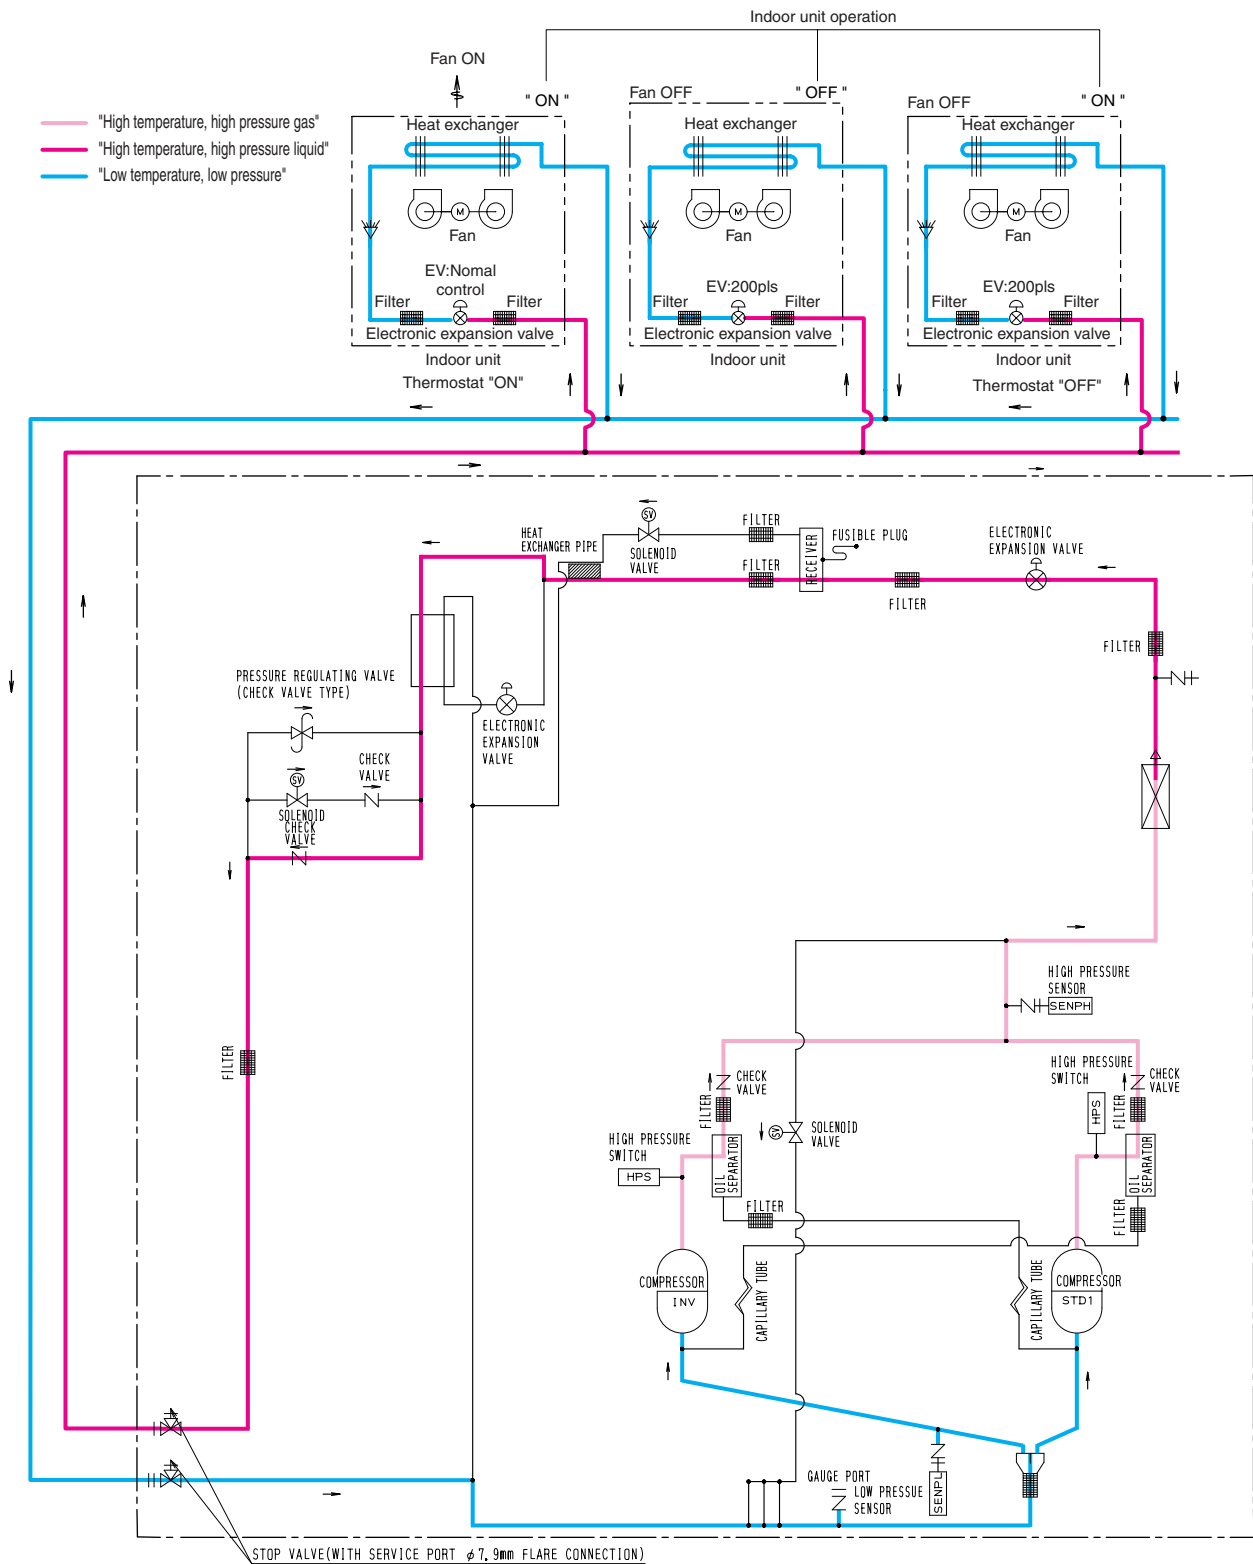 Indoor unit operation
Fan ON
" ON "
Fan OFF
" OFF "
Fan OFF
" ON "
"High temperature, high pressure gas"
"High temperature, high pressure liquid"
"Low temperature, low pressure"
Heat exchanger
Heat exchanger
Heat exchanger
M
M
M
Fan
Fan
Fan
EV:Nomal
control
EV:200pls
EV:200pls
Filter
Filter
Filter
Filter
Filter
Filter
Electronic expansion valve
Electronic expansion valve
Electronic expansion valve
Indoor unit
Indoor unit
Indoor unit
Thermostat "ON"
Thermostat "OFF"
HEAT
EXCHANGER PIPE
SV
SOLENOID
VALVE
FILTER
RECEIVER
FUSIBLE PLUG
ELECTRONIC
EXPANSION VALVE
FILTER
FILTER
FILTER
PRESSURE REGULATING VALVE
(CHECK VALVE TYPE)
ELECTRONIC
EXPANSION
VALVE
CHECK
VALVE
SV
SOLENOID
CHECK
VALVE
HIGH PRESSURE
SENSOR
SENPH
FILTER
CHECK
VALVE
FILTER
HIGH PRESSURE
SWITCH
HPS
CHECK
VALVE
FILTER
SV
SOLENOID
VALVE
HIGH PRESSURE
SWITCH
HPS
OIL
SEPARATOR
OIL
SEPARATOR
FILTER
FILTER
COMPRESSOR
INV
CAPILLARY TUBE
CAPILLARY TUBE
COMPRESSOR
STD1
GAUGE PORT
LOW PRESSUE
SENSOR
SENPL
STOP VALVE(WITH SERVICE PORT φ7.9mm FLARE CONNECTION)